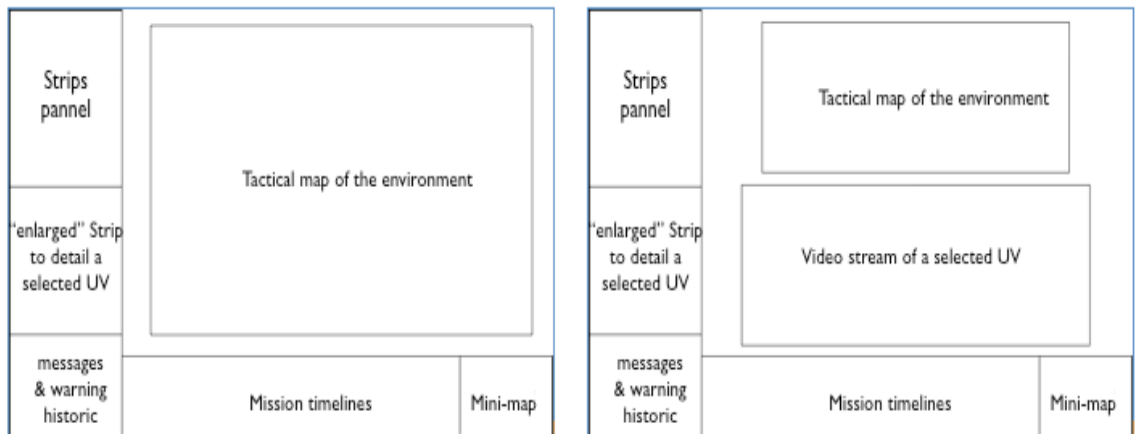 Strips
pannel
Tactical map of the environment
"enlarged" Strip
to detail a
selected UV
messages
& warning
historic
Mission timelines
Mini-map
Strips
pannel
Tactical map of the environment
"enlarged" Strip
to detail a
selected UV
Video stream of a selected UV
messages
& warning
historic
Mission timelines
Mini-map